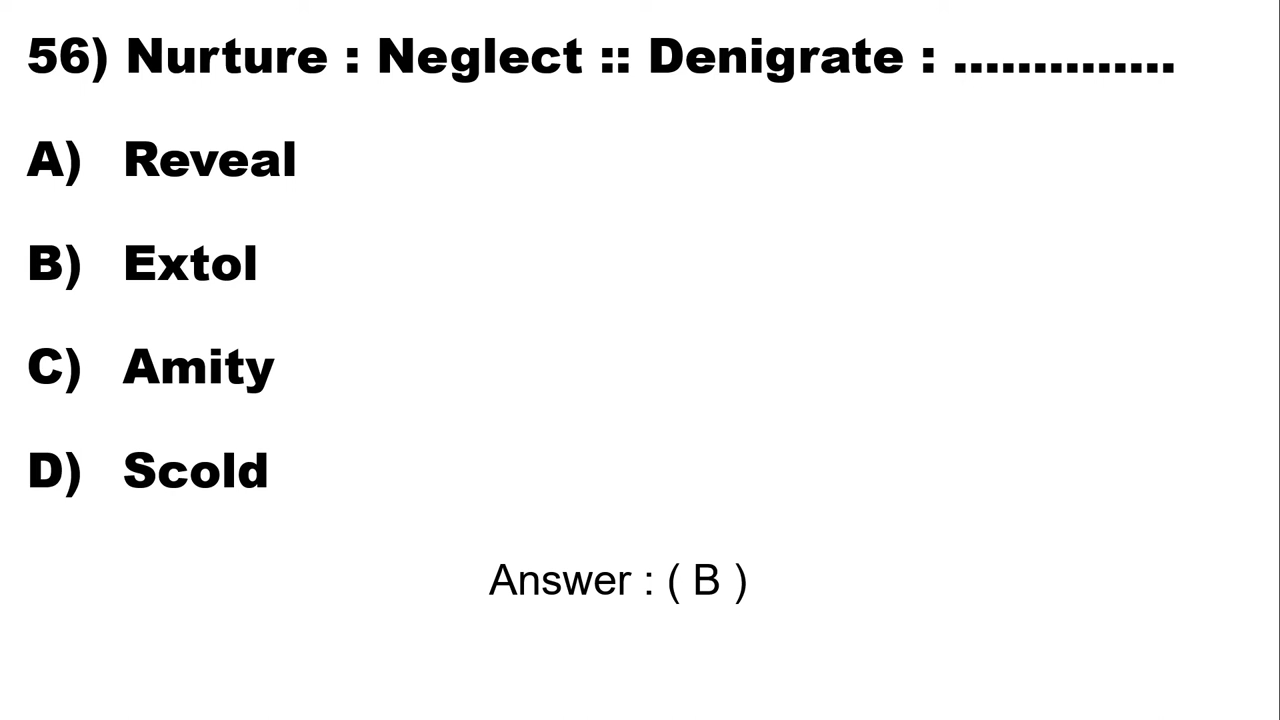 56) Nurture : Neglect :: Denigrate : ..............
A) Reveal
B) Extol
C) Amity
D) Scold
Answer : ( B )